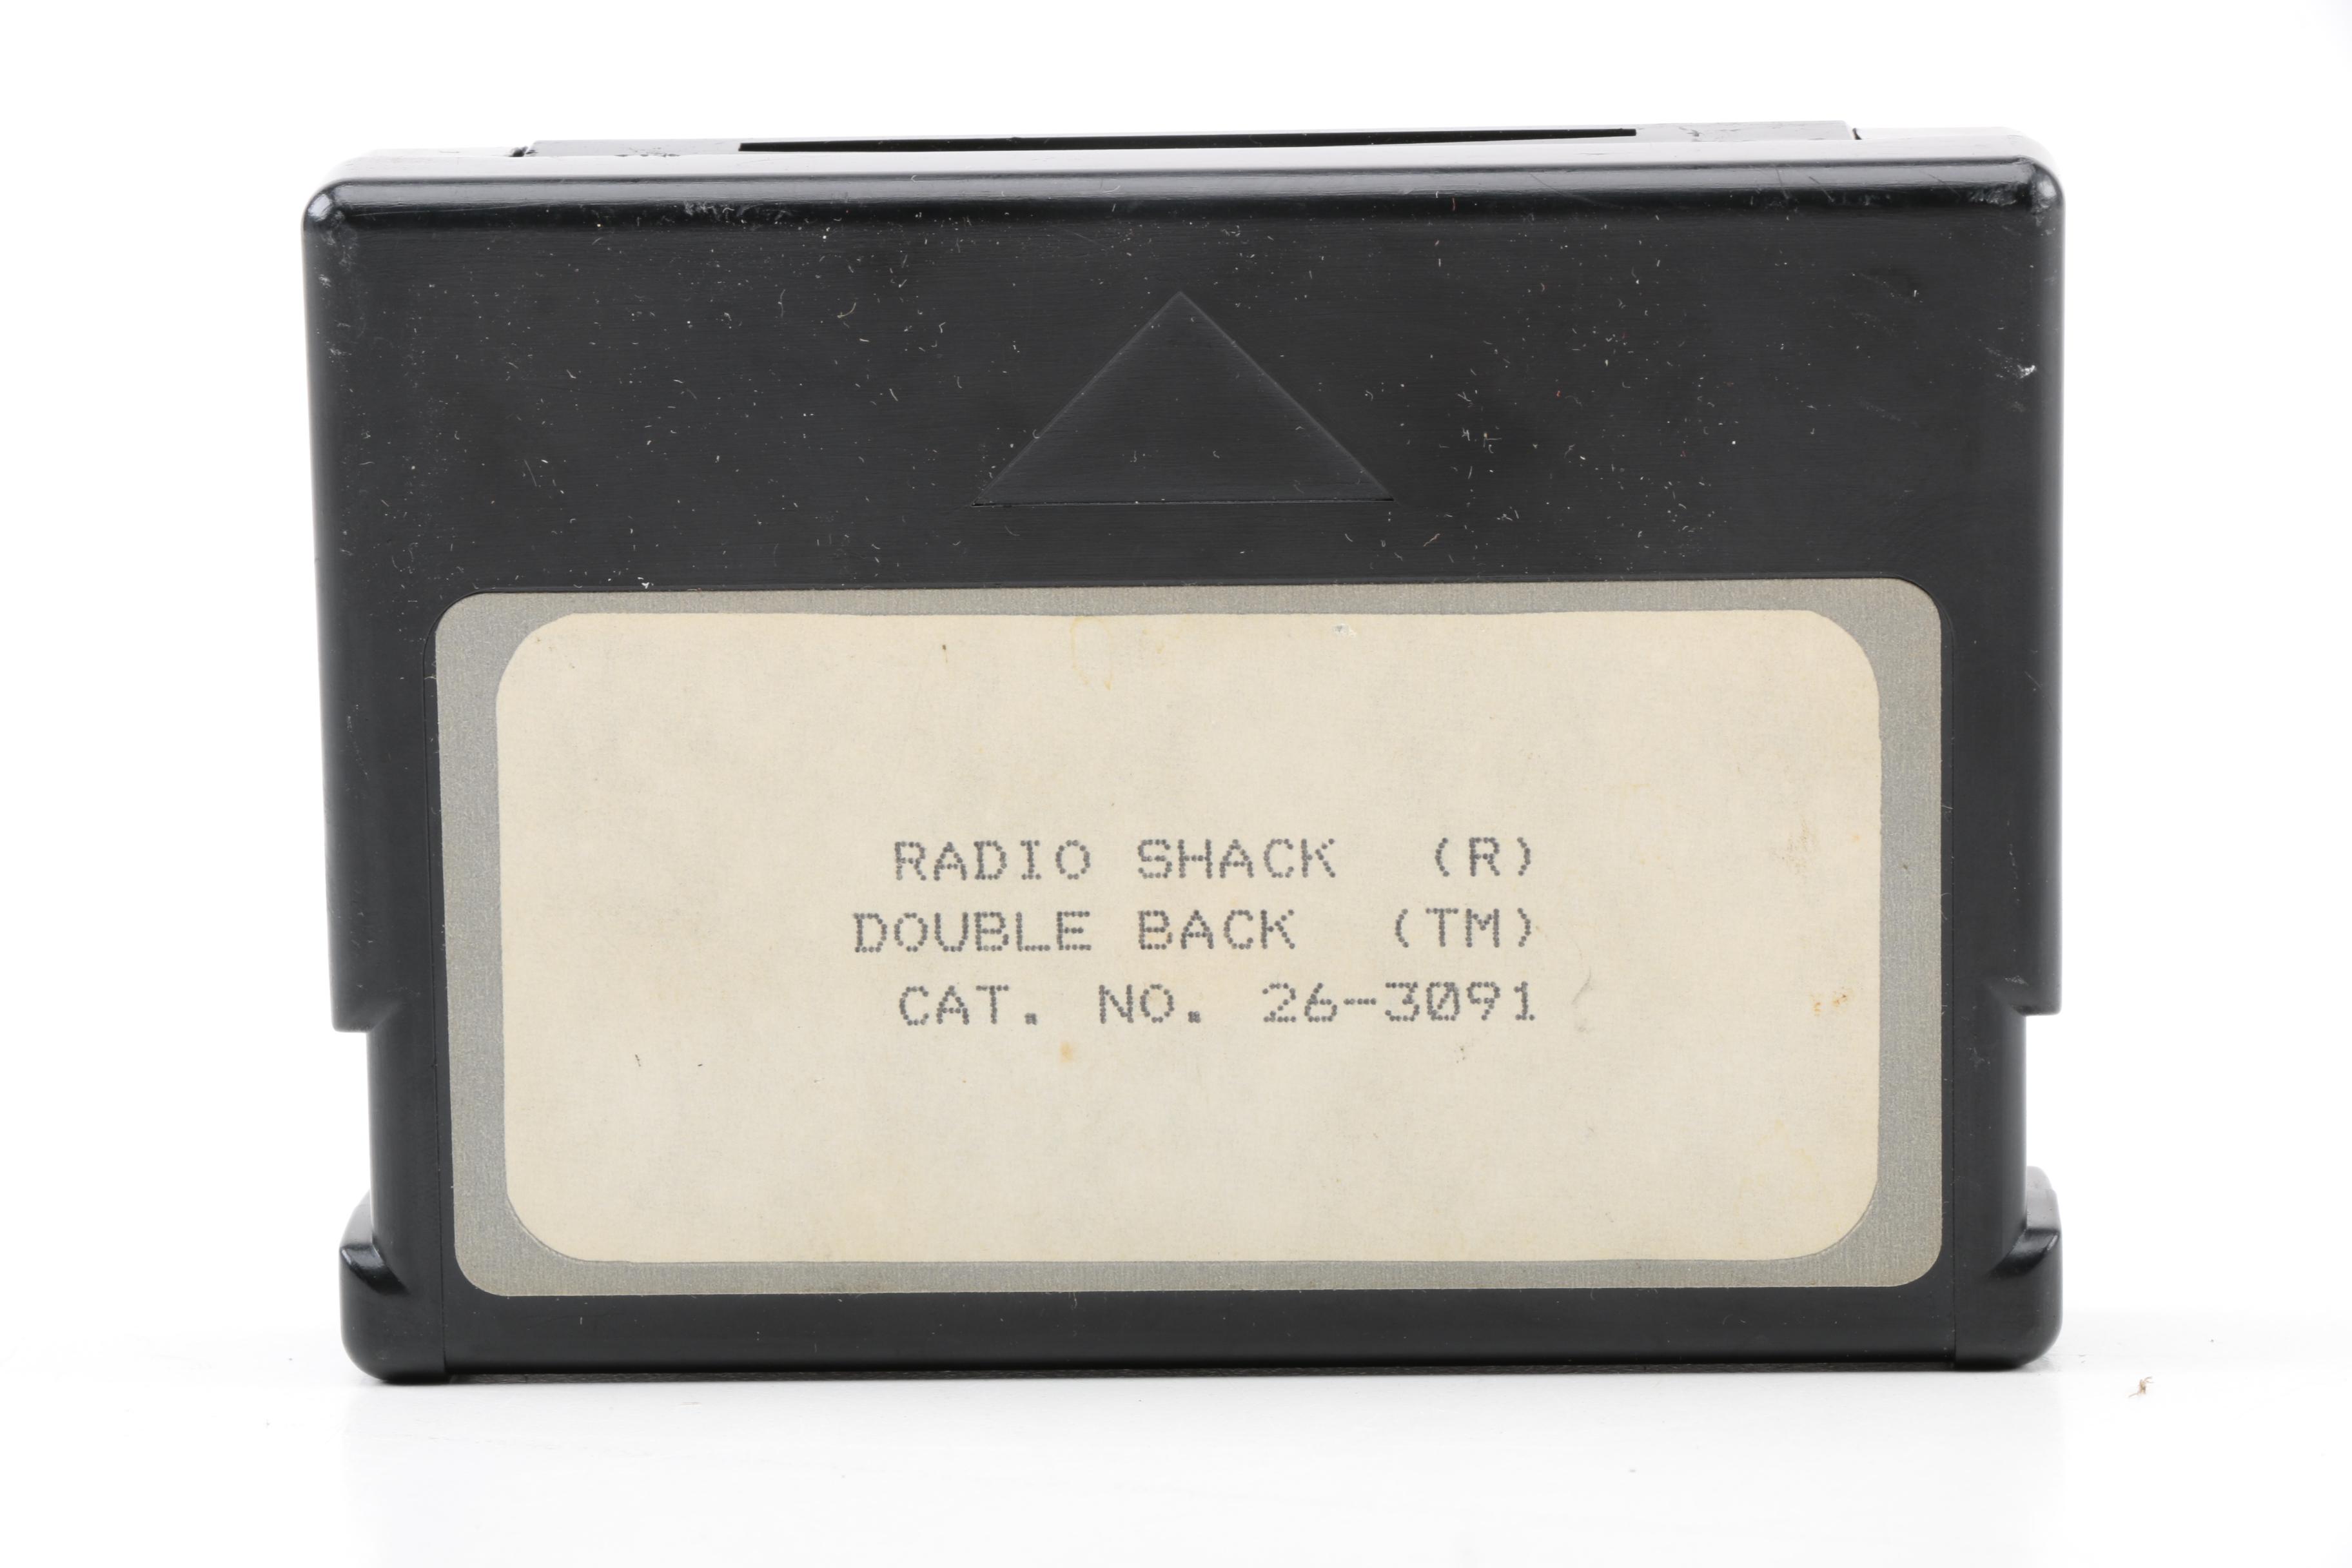 RADIO SHACK (R)
DOUBLE BACK (TM)
CAT. NO. 26-3091